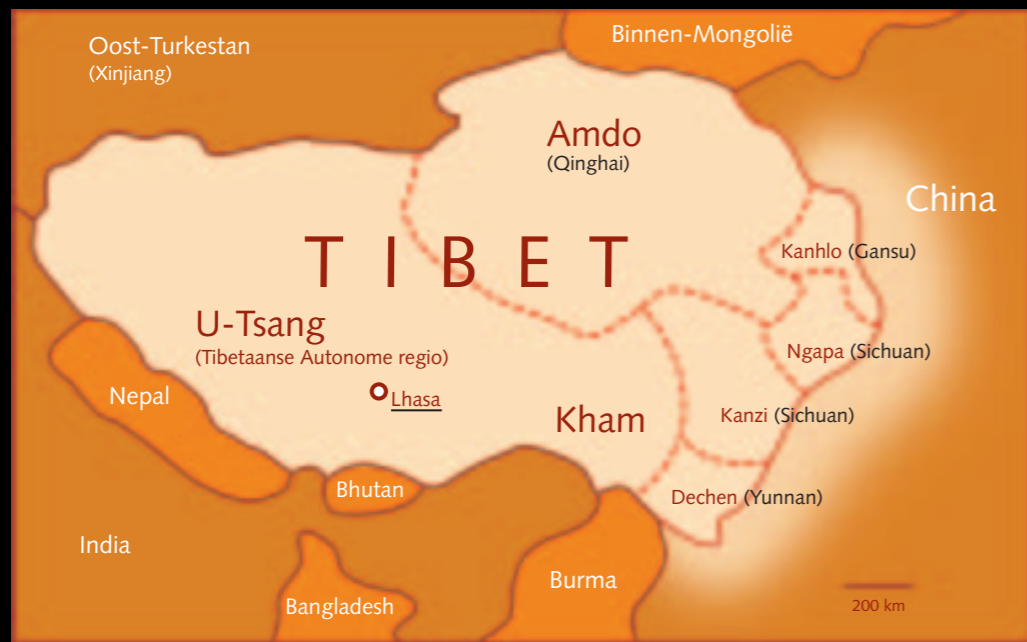 Oost-Turkestan
(Xinjiang)
Binnen-Mongolië
Amdo
(Qinghai)
China
TIBET
Kanhlo (Gansu)
U-Tsang
(Tibetaanse Autonome regio)
Ngapa (Sichuan)
Nepal
Lhasa
Kham
Kanzi (Sichuan)
Bhutan
Dechen (Yunnan)
India
Burma
Bangladesh
200 km